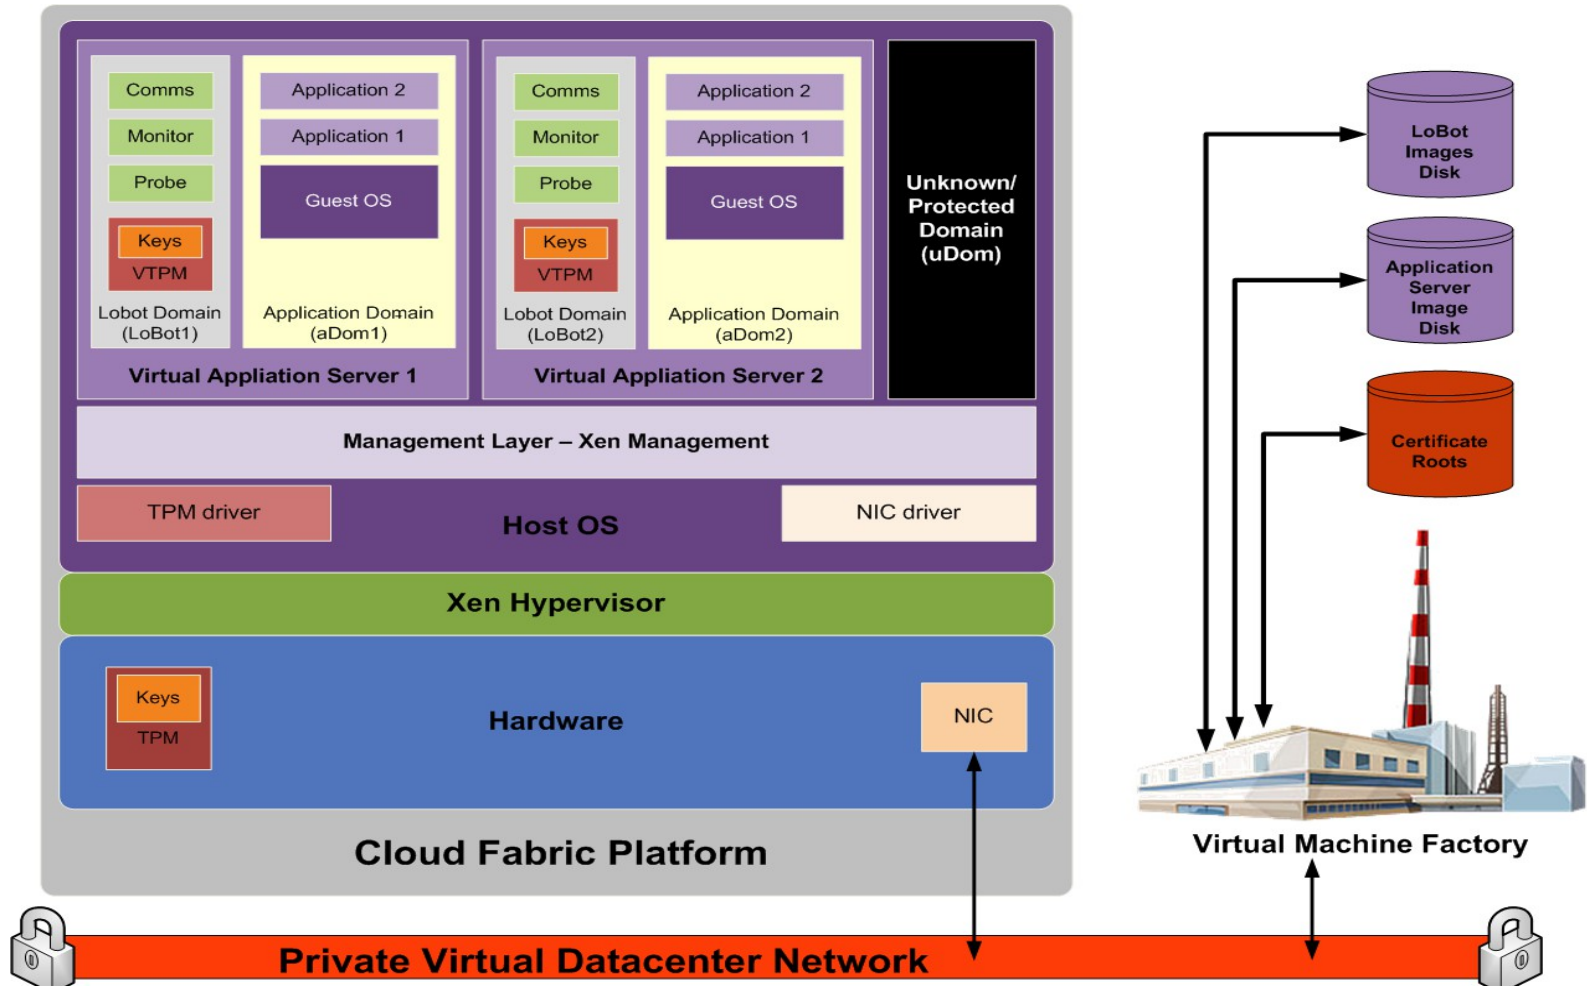 Comms
Monitor
Probe
Keys
VTPM
Lobot Domain
(LoBot1)
Application 2
Application 1
Guest OS
Application Domain
(aDom1)
Virtual Appliation Server 1
Comms
Monitor
Probe
Keys
VTPM
Lobot Domain
(LoBot2)
Application 2
Application 1
Guest OS
Application Domain
(aDom2)
Virtual Appliation Server 2
Unknown/
Protected
Domain
(uDom)
Management Layer – Xen Management
TPM driver
Host OS
NIC driver
Xen Hypervisor
Keys
TPM
Hardware
NIC
Cloud Fabric Platform
LoBot
Images
Disk
Application
Server
Image
Disk
Certificate
Roots
Virtual Machine Factory
Private Virtual Datacenter Network